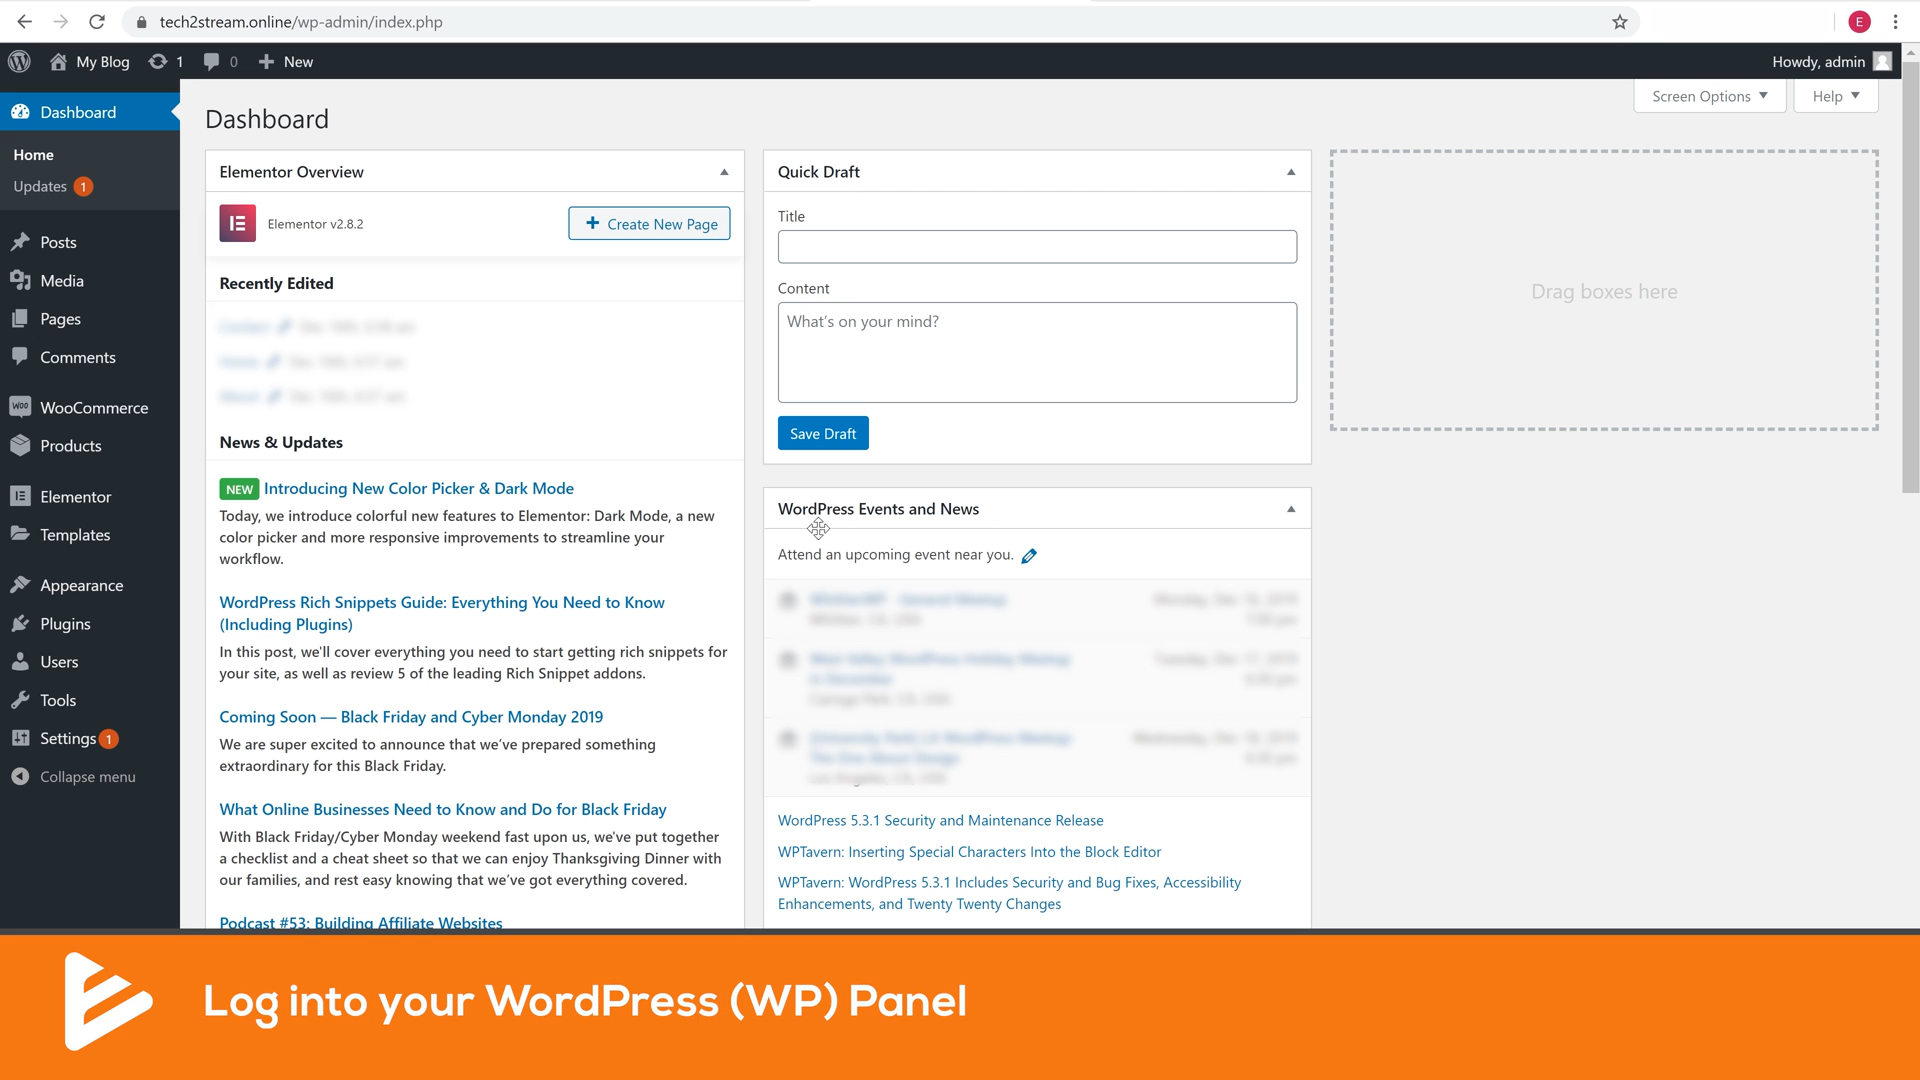 tech2stream.online/wp-admin/index.php
E
My Blog 1 0 New
Howdy, admin
Screen Options Help
Dashboard
Home
Updates 1
Posts
Media
Pages
Comments
WooCommerce
Products
Elementor
Templates
Appearance
Plugins
Users
Tools
Settings 1
Collapse menu
Dashboard
Elementor Overview
Elementor v2.8.2
Create New Page
Recently Edited
News & Updates
NEW Introducing New Color Picker & Dark Mode
Today, we introduce colorful new features to Elementor: Dark Mode, a new
color picker and more responsive improvements to streamline your
workflow.
WordPress Rich Snippets Guide: Everything You Need to Know
(Including Plugins)
In this post, we'll cover everything you need to start getting rich snippets for
your site, as well as review 5 of the leading Rich Snippet addons.
Coming Soon — Black Friday and Cyber Monday 2019
We are super excited to announce that we've prepared something
extraordinary for this Black Friday.
What Online Businesses Need to Know and Do for Black Friday
With Black Friday/Cyber Monday weekend fast upon us, we've put together
a checklist and a cheat sheet so that we can enjoy Thanksgiving Dinner with
our families, and rest easy knowing that we've got everything covered.
Podcast #53: Building Affiliate Websites
Quick Draft
Title
Content
What's on your mind?
Save Draft
WordPress Events and News
Attend an upcoming event near you.
WordPress 5.3.1 Security and Maintenance Release
WPTavern: Inserting Special Characters Into the Block Editor
WPTavern: WordPress 5.3.1 Includes Security and Bug Fixes, Accessibility
Enhancements, and Twenty Twenty Changes
Drag boxes here
Log into your WordPress (WP) Panel